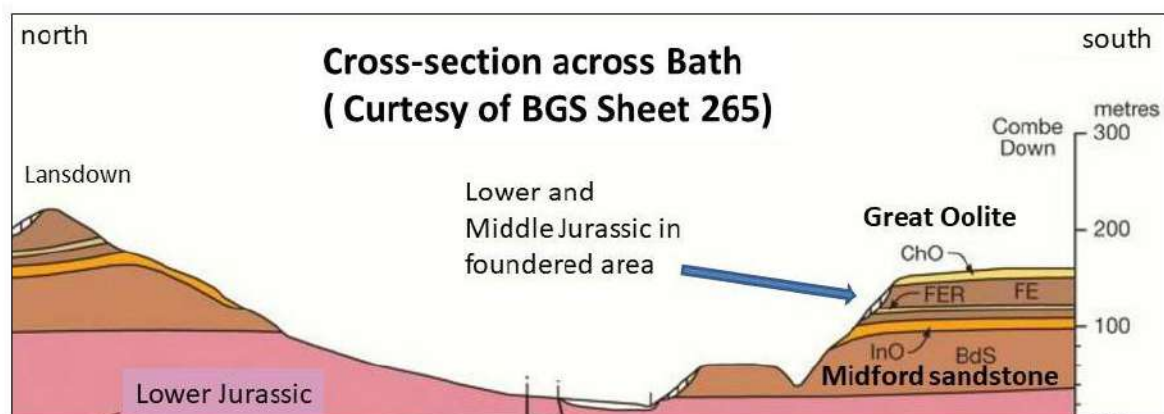 north
south
Cross-section across Bath
( Curtesy of BGS Sheet 265)
metres
Combe
Down
300
Lansdown
Lower and
Middle Jurassic in
foundered area
Great Oolite
200
ChO
FER
FE
100
InO
BdS
Midford sandstone
Lower Jurassic